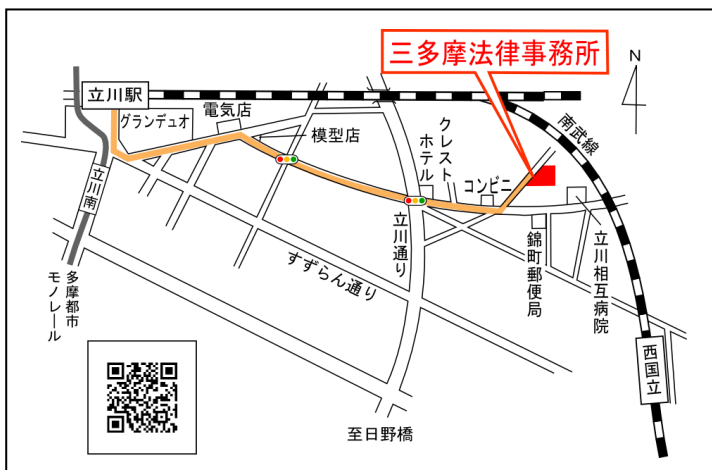 三多摩法律事務所
N
立川駅
グランデュオ
電気店
模型店
クレスト
ホテル
コンビニ
南武線
立川南
立川通り
すずらん通り
錦町郵便局
立川相互病院
多摩都市
モノレール
西国立
至日野橋